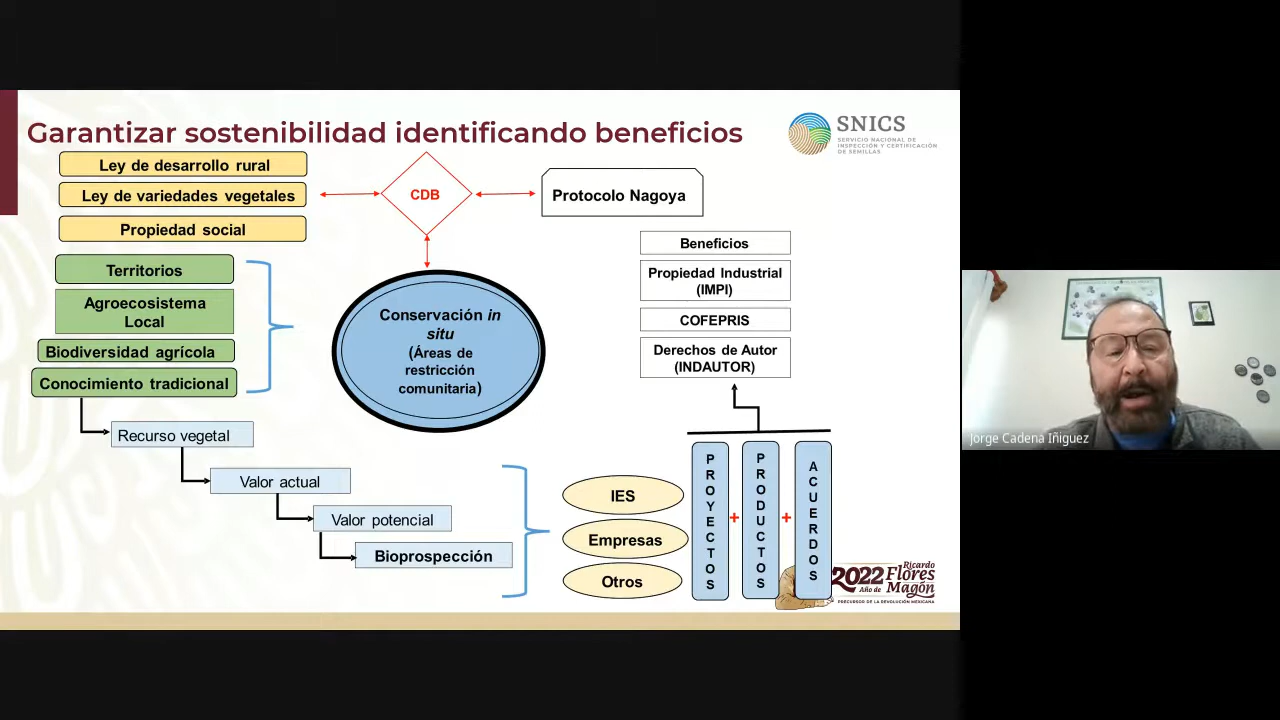 Garantizar sostenibilidad identificando beneficios
SNICS
SERVICIO NACIONAL DE
INSPECCIÓN Y CERTIFICACIÓN
DE SEMILLAS
Ley de desarrollo rural
Ley de variedades vegetales
Propiedad social
CDB
Protocolo Nagoya
Territorios
Agroecosistema
Local
Biodiversidad agrícola
Conocimiento tradicional
Conservación in
situ
(Áreas de
restricción
comunitaria)
Beneficios
Propiedad Industrial
(IMPI)
COFEPRIS
Derechos de Autor
(INDAUTOR)
Recurso vegetal
Valor actual
Valor potencial
Bioprospección
IES
Empresas
Otros
PROYECTOS
+
PRODUCTOS
+
ACUERDOS
2022
Año de
Ricardo
Flores
Magón
PRECURSOR DE LA REVOLUCIÓN MEXICANA
Jorge Cadena Iñiguez